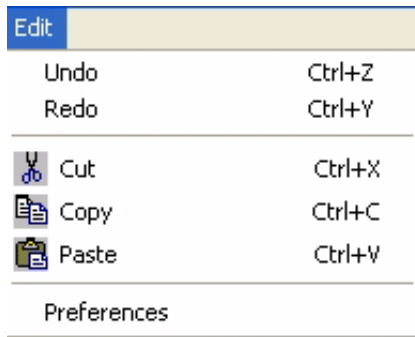 Edit
Undo Ctrl+Z
Redo Ctrl+Y
Cut Ctrl+X
Copy Ctrl+C
Paste Ctrl+V
Preferences